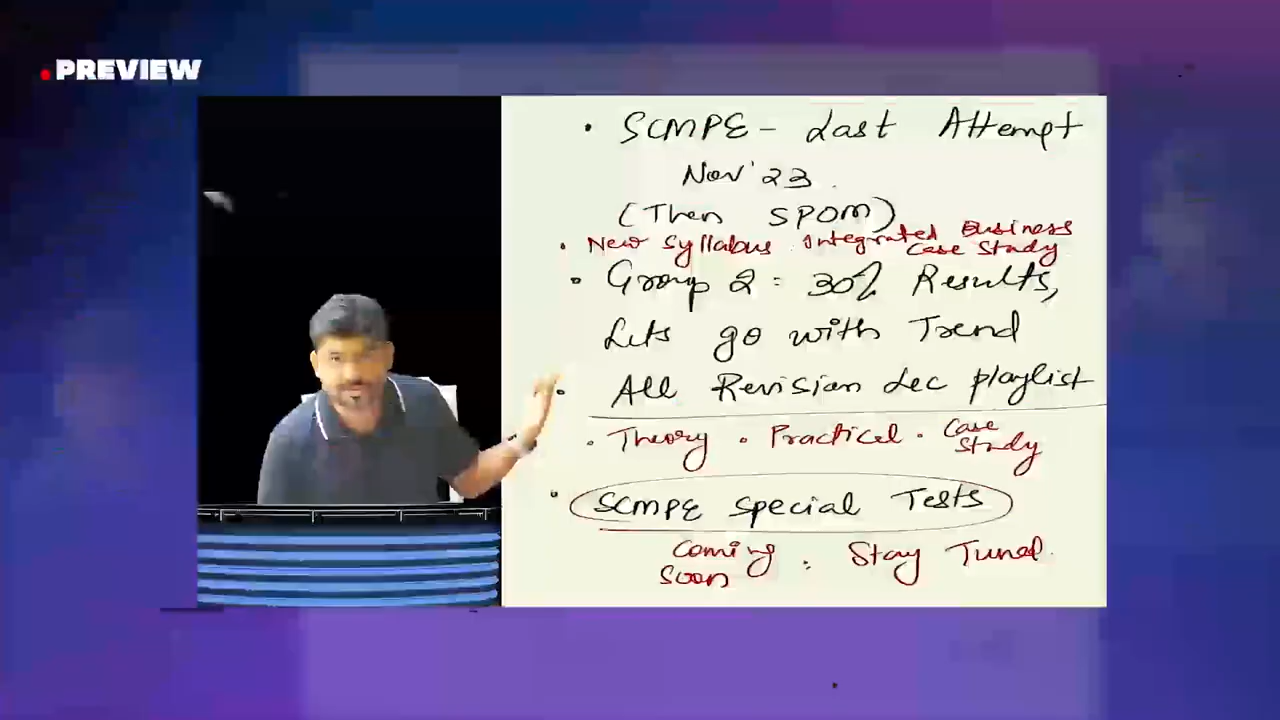 PREVIEW
SCMPE - Last Attempt
Nov'23.
(Then SPOM)
New Syllabus Integrated Business Case Study
Group 2 : 30% Results,
Lets go with Trend
All Revision Lec playlist
Theory • Practical • Case Study
SCMPE Special Tests
Coming Soon : Stay Tuned.